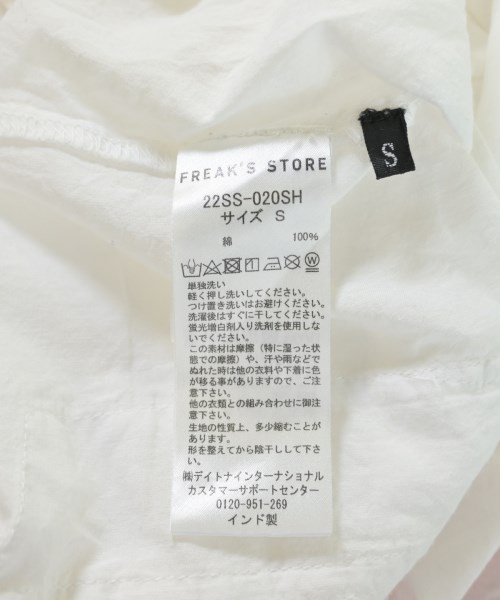 FREAK'S STORE
S
22SS-020SH
サイズ S
綿 100%
単独洗い
軽く押し洗いしてください。
つけ置き洗いはお避けください。
洗濯後はすぐに干してください。
蛍光増白剤入り洗剤を使用しな
いでください。
この素材は摩擦(特に湿った状
態での摩擦)や、汗や雨などで
ぬれた時は他の衣料や下着に色
が移る事がありますので、ご注
意下さい。
他の衣類との組み合わせに御注
意下さい。
生地の性質上、多少縮むことが
あります。
形を整えてから陰干しして下さ
い。
㈱デイトナインターナショナル
カスタマーサポートセンター
0120-951-269
インド製